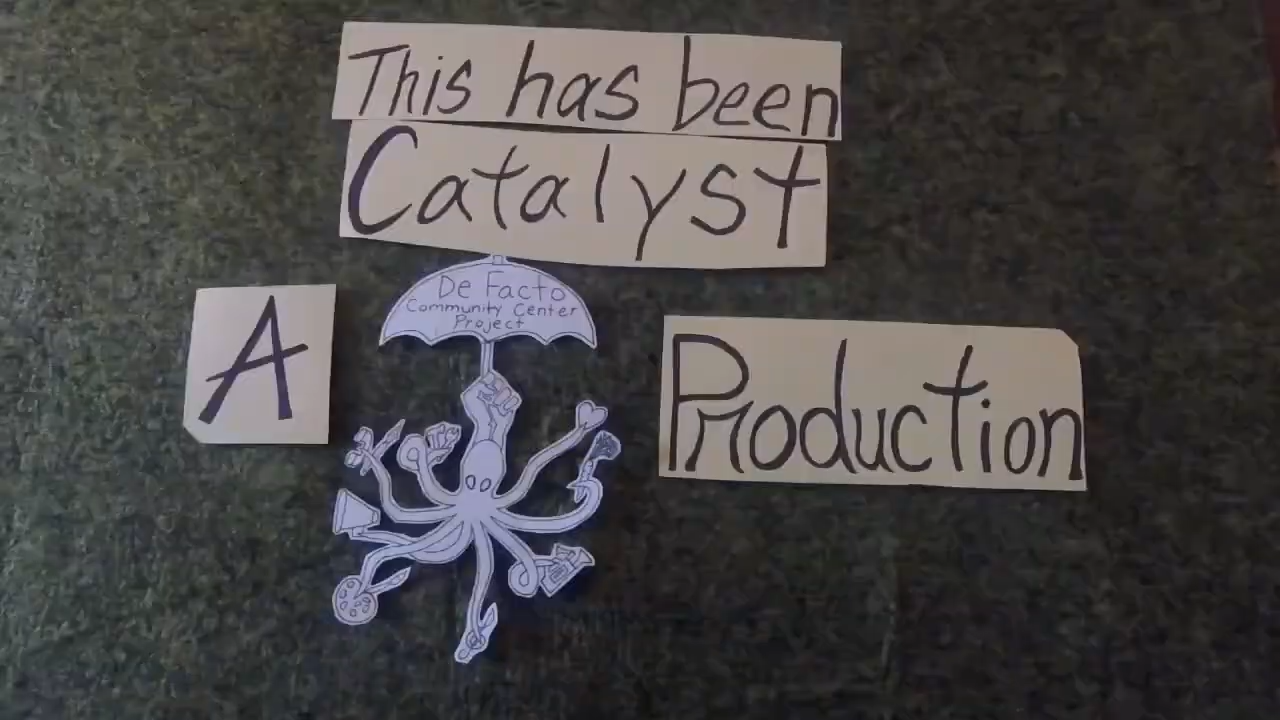 This has been
Catalyst
De Facto
Community Center
Project
A
Production